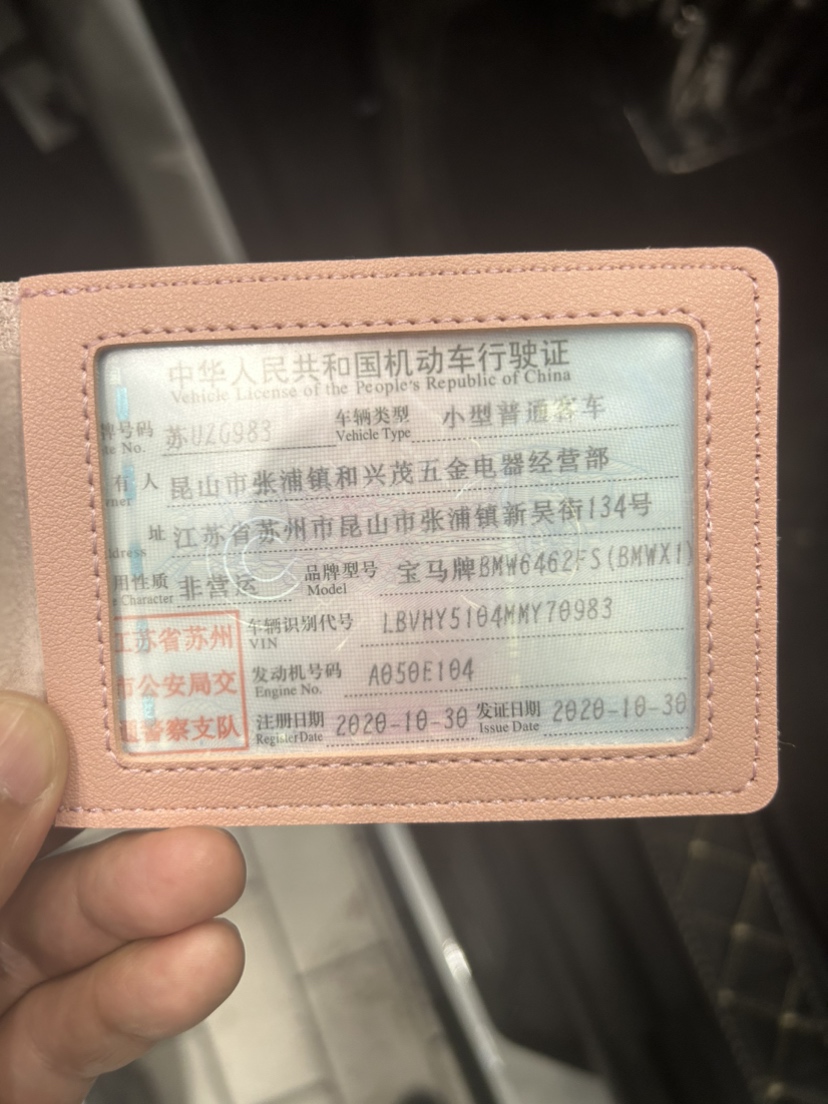 中华人民共和国机动车行驶证
Vehicle License of the People's Republic of China
牌号码 苏UZG983 车辆类型 小型普通客车
te No. Vehicle Type
有人 昆山市张浦镇和兴茂五金电器经营部
ner
址 江苏省苏州市昆山市张浦镇新吴街134号
ddress
用性质 非营运 品牌型号 宝马牌BMW6462FS(BMWX1)
e Character Model
江苏省苏州 车辆识别代号 LBVHY5104MMY70983
VIN
市公安局交 发动机号码 A050E104
Engine No.
通警察支队 注册日期 2020-10-30 发证日期 2020-10-30
Register Date Issue Date